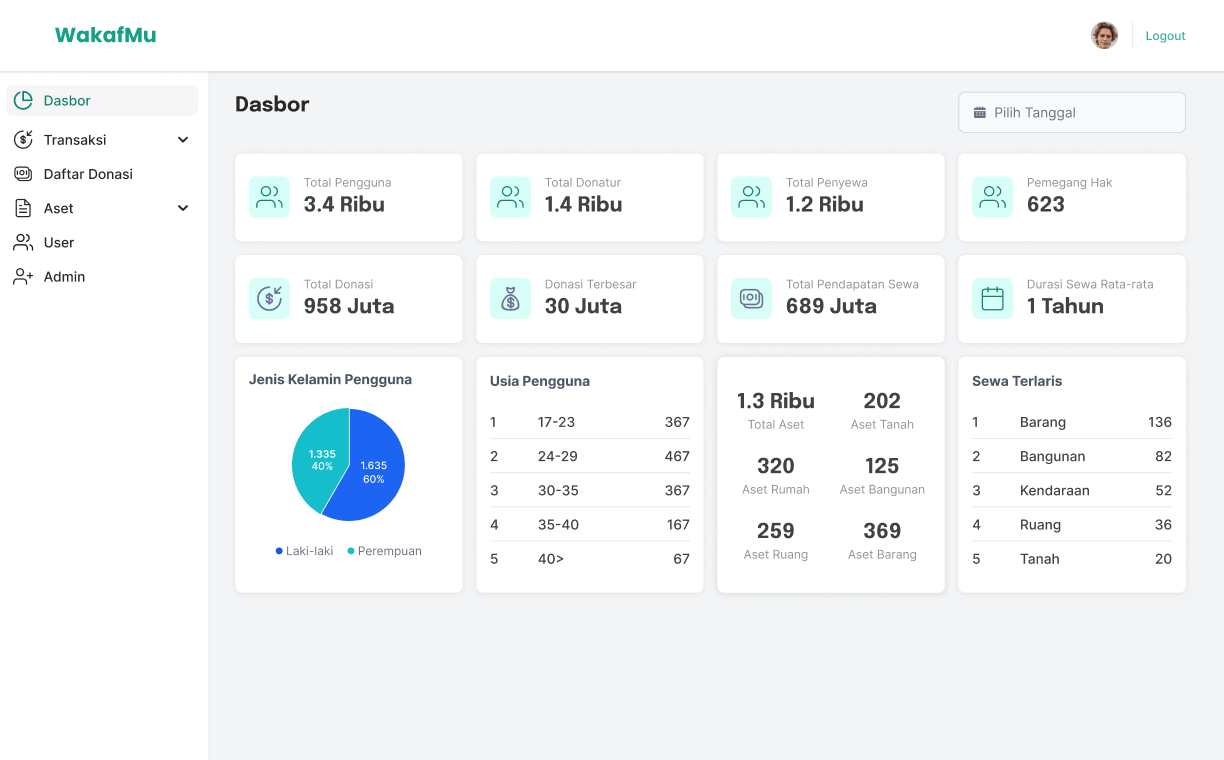 WakafMu
Logout
Dasbor
Transaksi
Daftar Donasi
Aset
User
Admin
Dasbor
Pilih Tanggal
Total Pengguna
3.4 Ribu
Total Donatur
1.4 Ribu
Total Penyewa
1.2 Ribu
Pemegang Hak
623
Total Donasi
958 Juta
Donasi Terbesar
30 Juta
Total Pendapatan Sewa
689 Juta
Durasi Sewa Rata-rata
1 Tahun
Jenis Kelamin Pengguna
1.335
40%
1.635
60%
Laki-laki Perempuan
Usia Pengguna
1 17-23 367
2 24-29 467
3 30-35 367
4 35-40 167
5 40> 67
1.3 Ribu 202
Total Aset Aset Tanah
320 125
Aset Rumah Aset Bangunan
259 369
Aset Ruang Aset Barang
Sewa Terlaris
1 Barang 136
2 Bangunan 82
3 Kendaraan 52
4 Ruang 36
5 Tanah 20